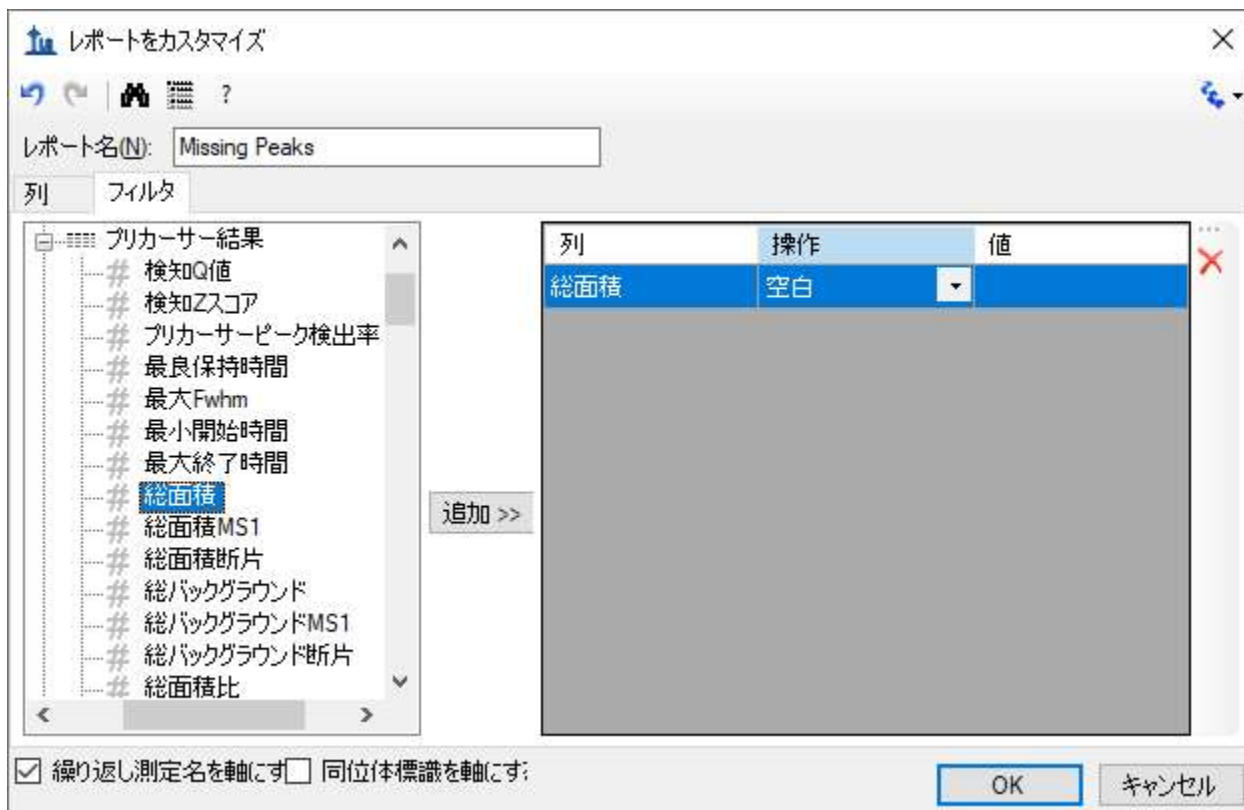 レポートをカスタマイズ
?
レポート名(N): Missing Peaks
列 フィルタ
プリカーサー結果
検知Q値
検知Zスコア
プリカーサーピーク検出率
最良保持時間
最大Fwhm
最小開始時間
最大終了時間
総面積
総面積MS1
総面積断片
総バックグラウンド
総バックグラウンドMS1
総バックグラウンド断片
総面積比
追加 >>
列 操作 値
総面積 空白
繰り返し測定名を軸にす
同位体標識を軸にす
OK キャンセル